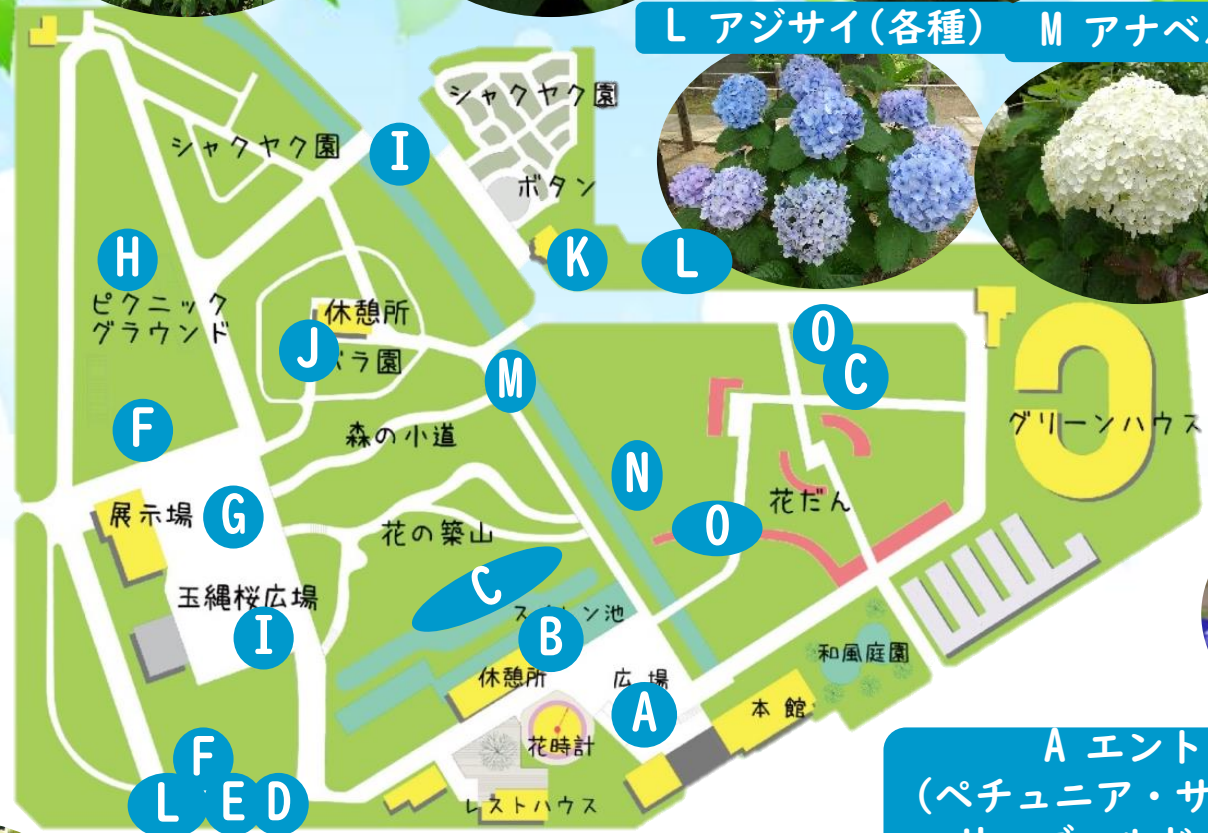 L アジサイ(各種)
M アナベ
シャクヤク園
シャクヤク園
I
ボタン
H
K
L
ピクニック
グラウンド
休憩所
O
J
バラ園
C
M
F
森の小道
グリーンハウス
N
展示場
G
花だん
O
花の築山
C
玉縄桜広場
スイレン池
I
B
和風庭園
休憩所
広場
A
本館
花時計
F
L
E
D
レストハウス
A エント
(ペチュニア・サ